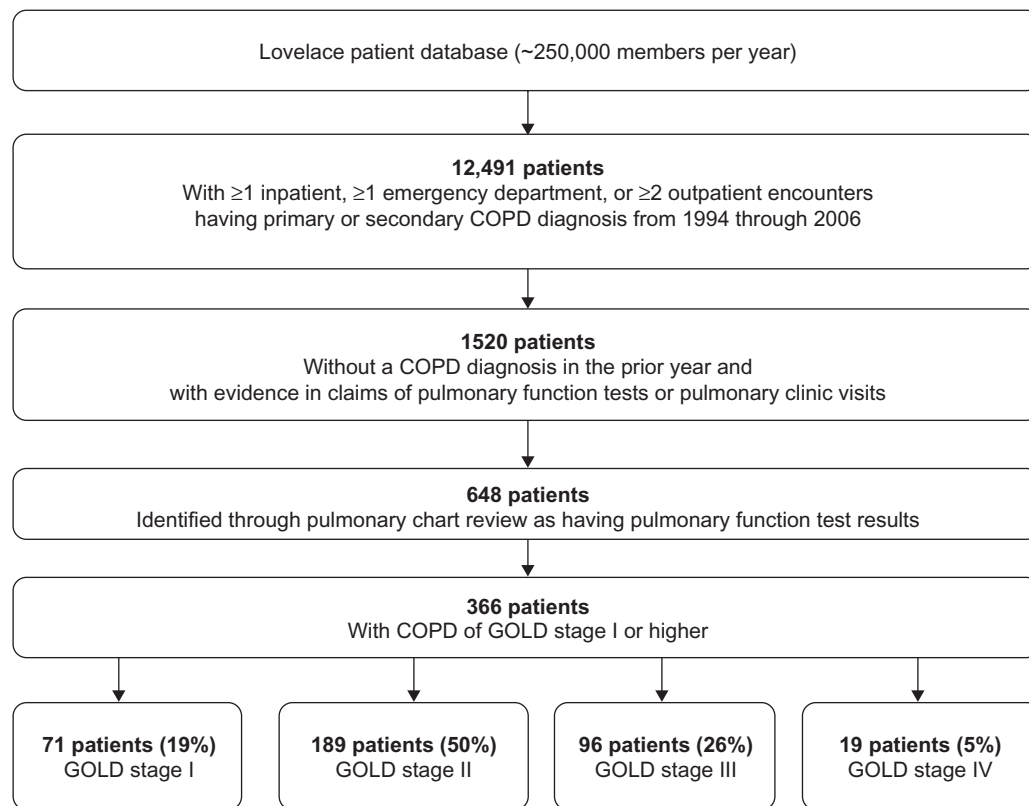 Lovelace patient database (~250,000 members per year)
12,491 patients
With ≥1 inpatient, ≥1 emergency department, or ≥2 outpatient encounters
having primary or secondary COPD diagnosis from 1994 through 2006
1520 patients
Without a COPD diagnosis in the prior year and
with evidence in claims of pulmonary function tests or pulmonary clinic visits
648 patients
Identified through pulmonary chart review as having pulmonary function test results
366 patients
With COPD of GOLD stage I or higher
71 patients (19%)
GOLD stage I
189 patients (50%)
GOLD stage II
96 patients (26%)
GOLD stage III
19 patients (5%)
GOLD stage IV